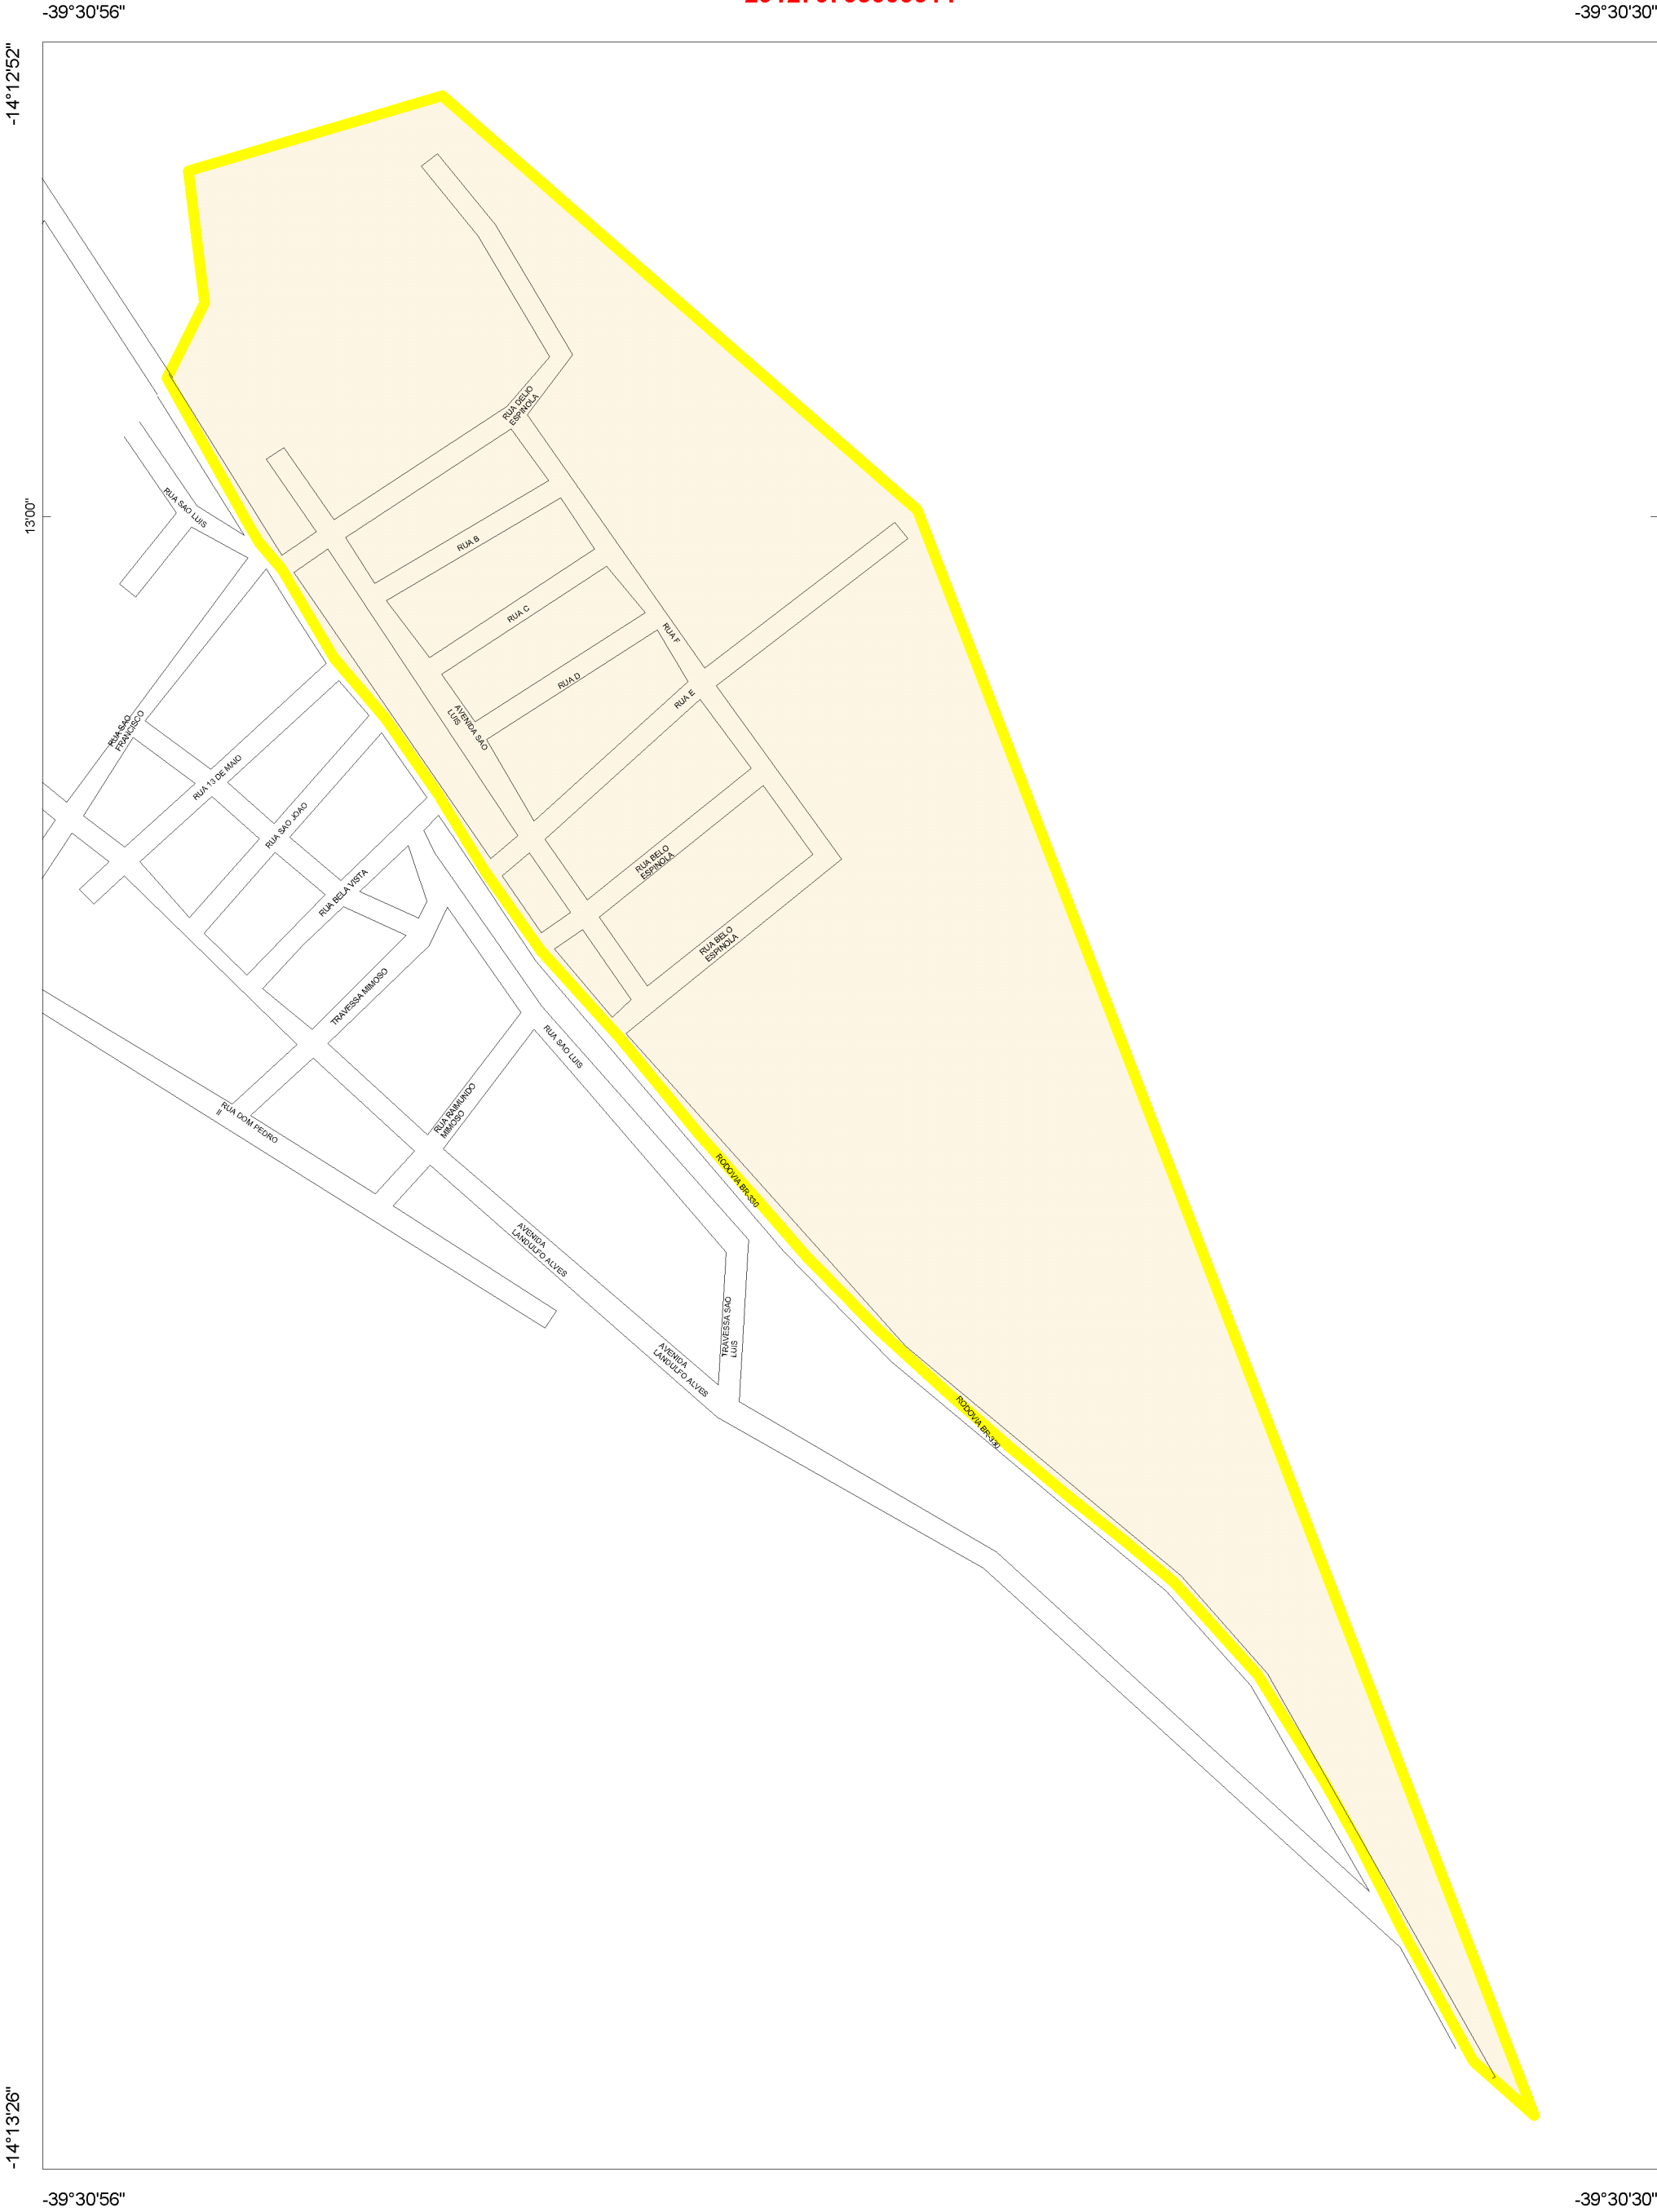 -39°30'56"
-39°30'30"
-14°12'52"
13'00"
RUA DELIO
ESPINOLA
RUA SAO LUIS
RUA B
RUA C
RUA F
RUA D
RUA E
AVENIDA SAO
LUIS
RUA SAO
FRANCISCO
RUA 13 DE MAIO
RUA SAO JOAO
RUA BELO
ESPINOLA
RUA BELA VISTA
RUA BELO
ESPINOLA
TRAVESSA MIMOSO
RUA SAO LUIS
RUA RAIMUNDO
MIMOSO
RUA DOM PEDRO
II
RODOVIA BR-330
AVENIDA
LANDULFO ALVES
TRAVESSA SAO
LUIS
AVENIDA
LANDULFO ALVES
RODOVIA BR-330
-14°13'26"
-39°30'56"
-39°30'30"